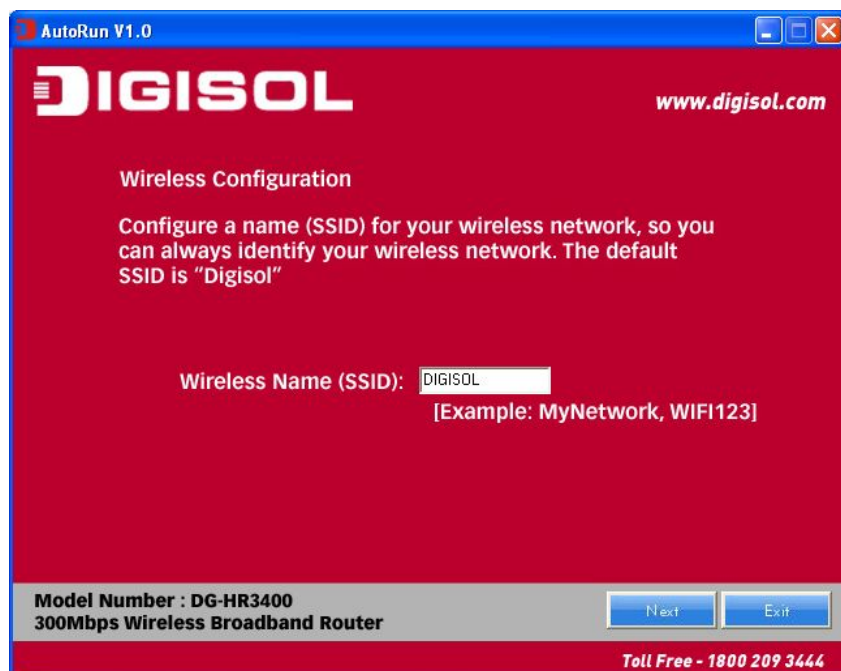 AutoRun V1.0
DIGISOL
www.digisol.com
Wireless Configuration
Configure a name (SSID) for your wireless network, so you
can always identify your wireless network. The default
SSID is "Digisol"
Wireless Name (SSID): DIGISOL
[Example: MyNetwork, WIFI123]
Model Number : DG-HR3400
300Mbps Wireless Broadband Router
Next Exit
Toll Free - 1800 209 3444